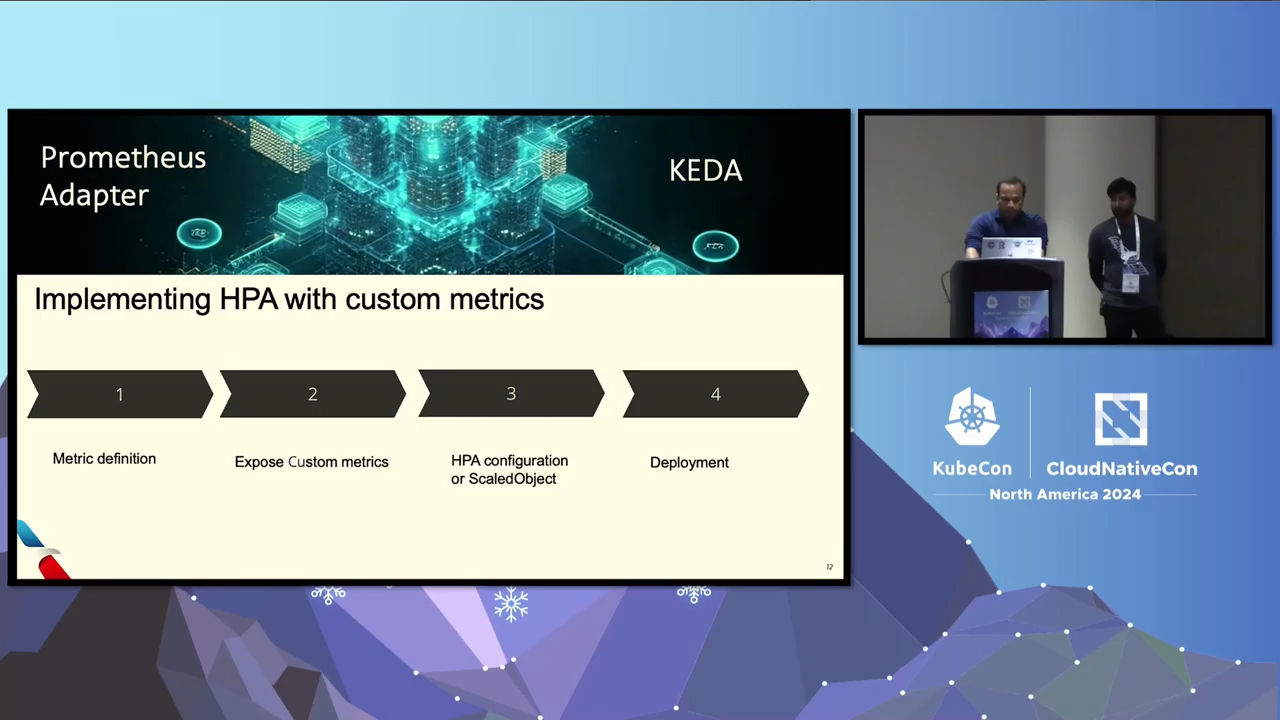 Prometheus
Adapter
KEDA
Implementing HPA with custom metrics
1
2
3
4
Metric definition
Expose Custom metrics
HPA configuration
or ScaledObject
Deployment
12
KubeCon
CloudNativeCon
North America 2024